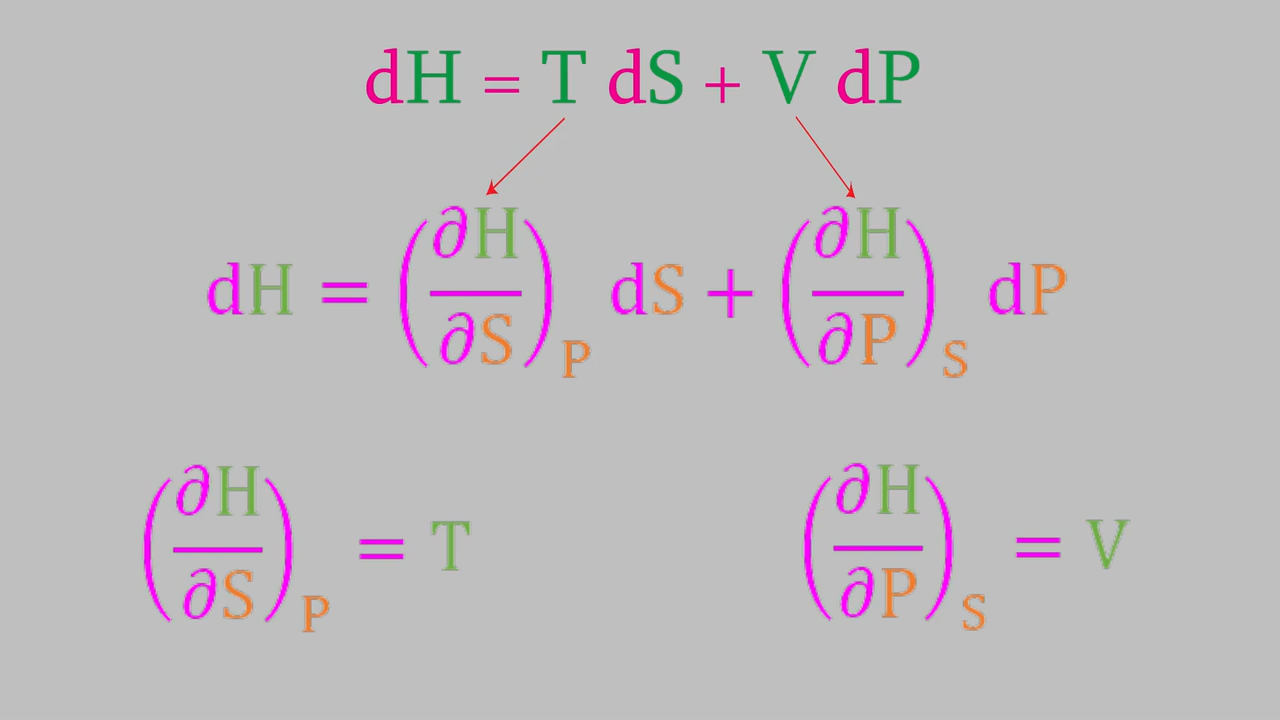 dH = T dS + V dP
dH = (∂H/∂S)_P dS + (∂H/∂P)_S dP
(∂H/∂S)_P = T
(∂H/∂P)_S = V